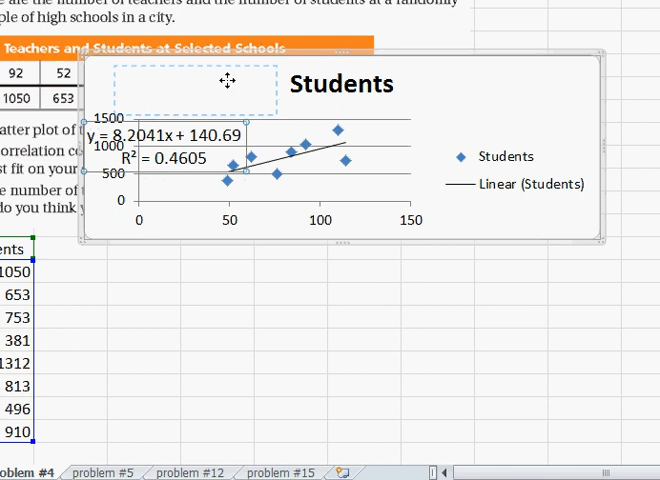 e are the number of teachers and the number of students at a randomly
ple of high schools in a city.
Teachers and Students at Selected Schools
92 52
1050 653
Students
atter plot of t
orrelation co
st fit on your
e number of t
do you think y
y = 8.2041x + 140.69
R² = 0.4605
1500
1000
500
0
0 50 100 150
Students
Linear (Students)
ents
1050
653
753
381
1312
813
496
910
oblem #4 problem #5 problem #12 problem #15